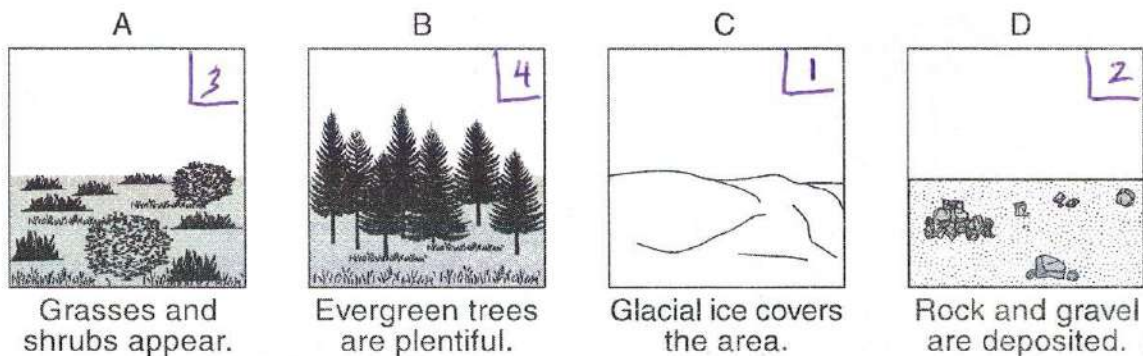 A B C D
3 4 1 2
Grasses and shrubs appear.
Evergreen trees are plentiful.
Glacial ice covers the area.
Rock and gravel are deposited.